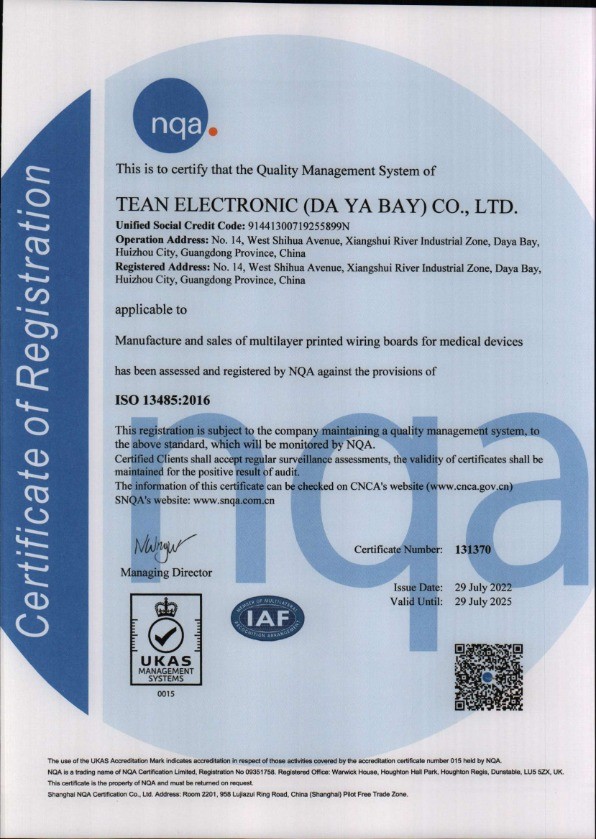 Certificate of Registration
nqa.
This is to certify that the Quality Management System of
TEAN ELECTRONIC (DA YA BAY) CO., LTD.
Unified Social Credit Code: 91441300719255899N
Operation Address: No. 14, West Shihua Avenue, Xiangshui River Industrial Zone, Daya Bay,
Huizhou City, Guangdong Province, China
Registered Address: No. 14, West Shihua Avenue, Xiangshui River Industrial Zone, Daya Bay,
Huizhou City, Guangdong Province, China
applicable to
Manufacture and sales of multilayer printed wiring boards for medical devices
has been assessed and registered by NQA against the provisions of
ISO 13485:2016
nqa
This registration is subject to the company maintaining a quality management system, to
the above standard, which will be monitored by NQA.
Certified Clients shall accept regular surveillance assessments, the validity of certificates shall be
maintained for the positive result of audit.
The information of this certificate can be checked on CNCA's website (www.cnca.gov.cn)
SNQA's website: www.snqa.com.cn
Managing Director
Certificate Number: 131370
Issue Date: 29 July 2022
Valid Until: 29 July 2025
MEMBER OF MULTILATERAL
IAF
RECOGNITION ARRANGEMENT
UKAS
MANAGEMENT
SYSTEMS
0015
The use of the UKAS Accreditation Mark indicates accreditation in respect of those activities covered by the accreditation certificate number 015 held by NQA.
NQA is a trading name of NQA Certification Limited, Registration No 09351758. Registered Office: Warwick House, Houghton Hall Park, Houghton Regis, Dunstable, LU5 5ZX, UK.
This certificate is the property of NQA and must be returned on request.
Shanghai NQA Certification Co., Ltd. Address: Room 2201, 958 Lujiazui Ring Road, China (Shanghai) Pilot Free Trade Zone.